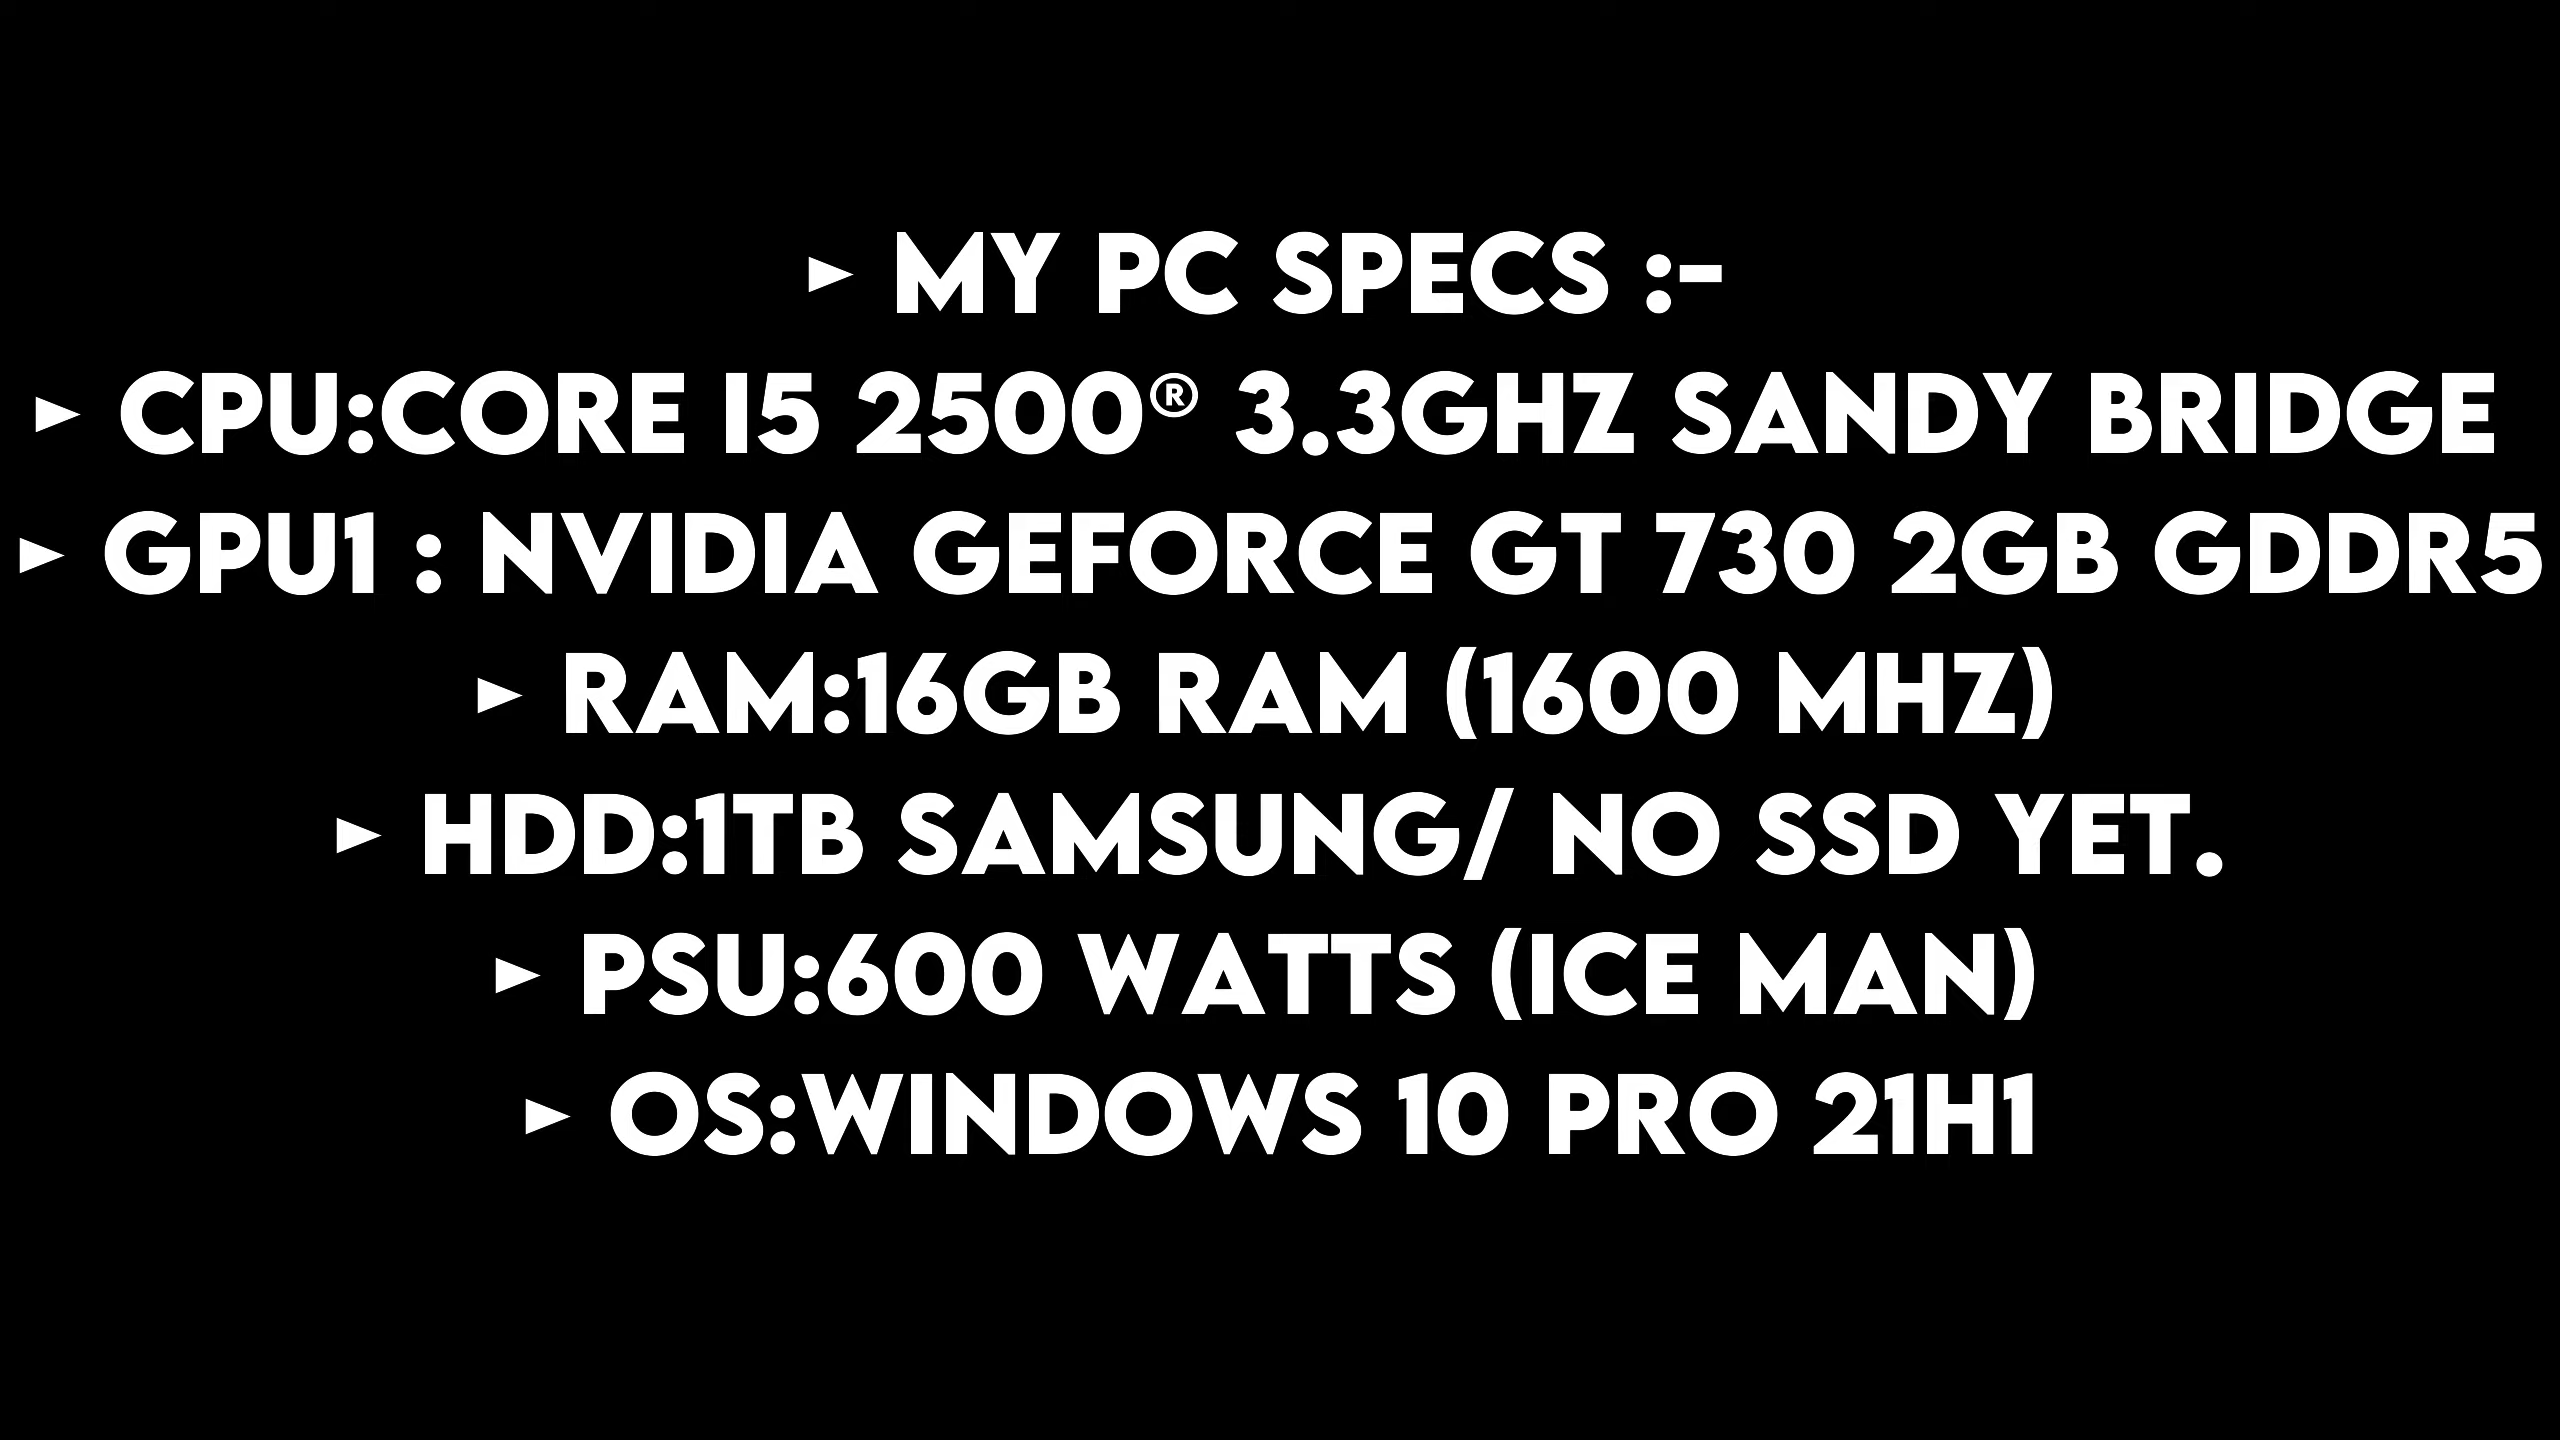 ► MY PC SPECS :-
► CPU:CORE I5 2500® 3.3GHZ SANDY BRIDGE
► GPU1 : NVIDIA GEFORCE GT 730 2GB GDDR5
► RAM:16GB RAM (1600 MHZ)
► HDD:1TB SAMSUNG/ NO SSD YET.
► PSU:600 WATTS (ICE MAN)
► OS:WINDOWS 10 PRO 21H1